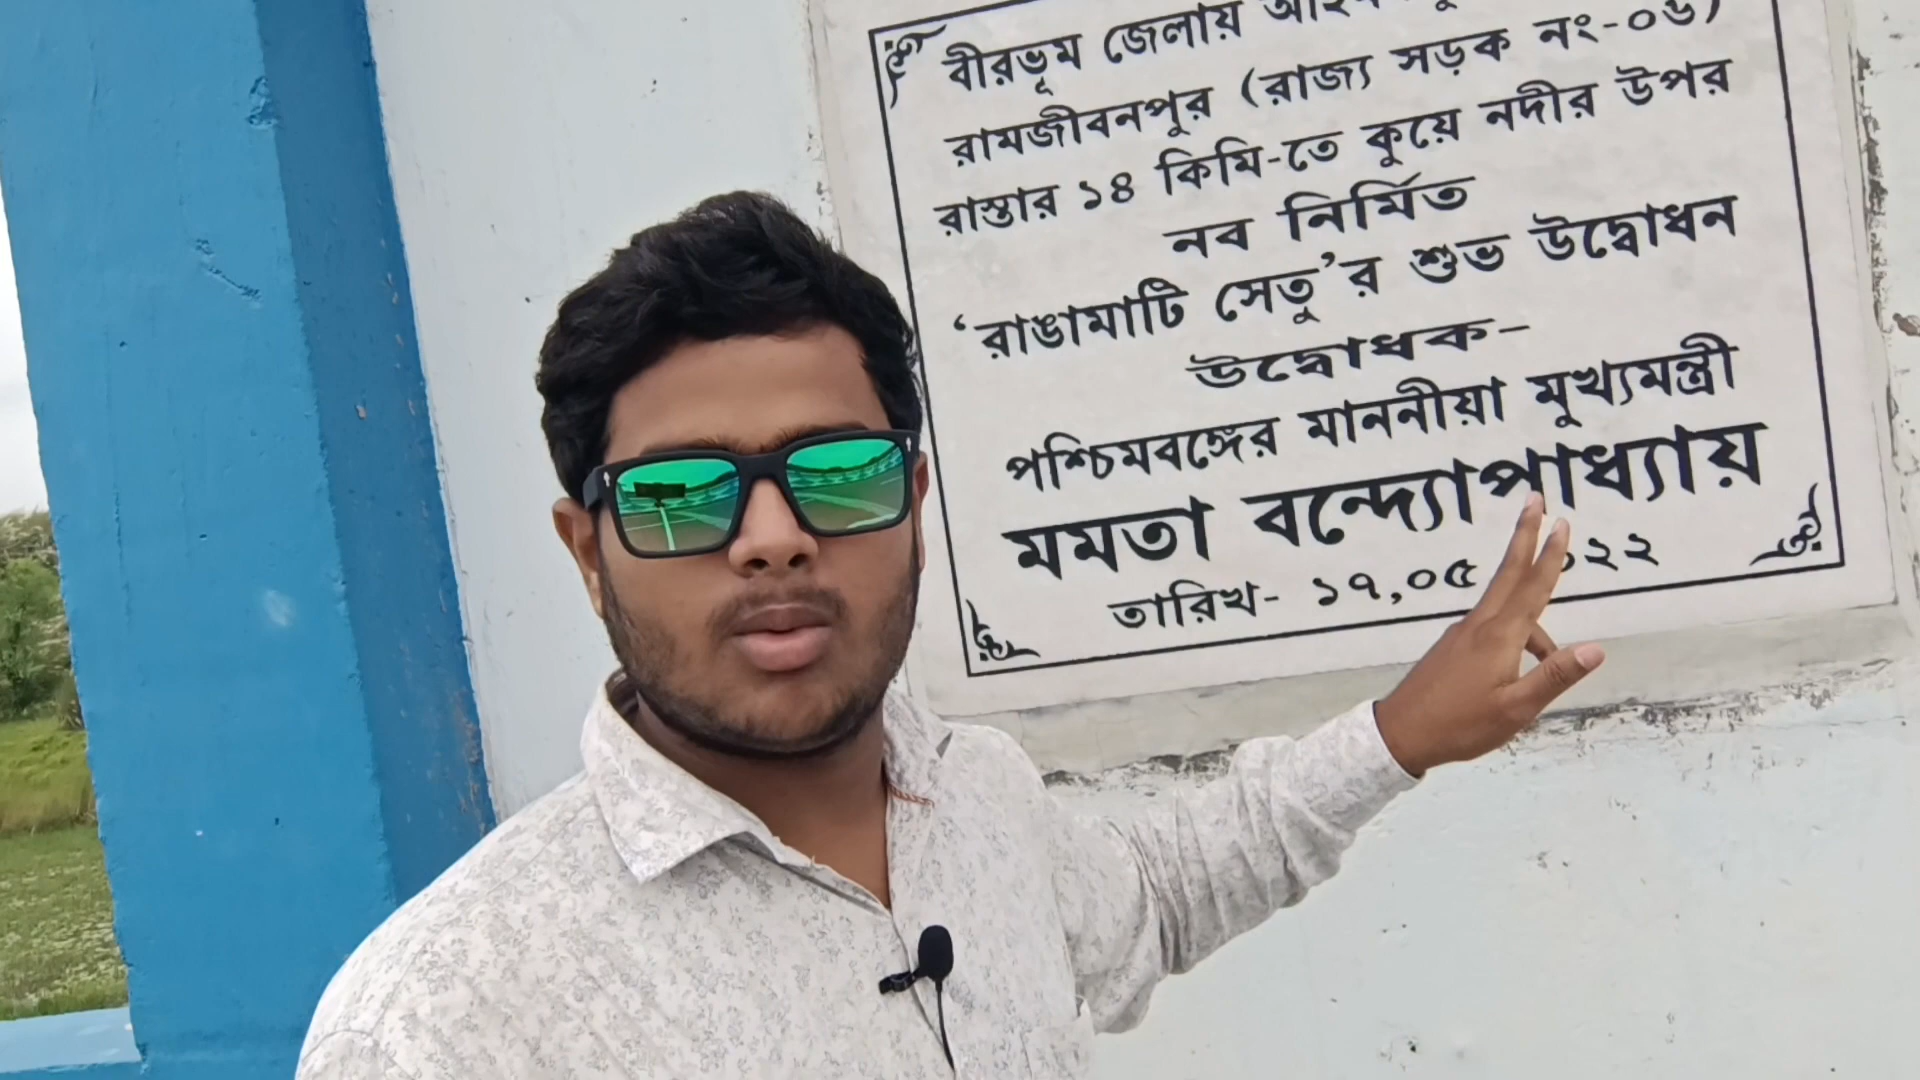 বীরভূম জেলায়
রামজীবনপুর (রাজ্য সড়ক নং-০৬)
রাস্তার ১৪ কিমি-তে কুয়ে নদীর উপর
নব নির্মিত
‘রাঙামাটি সেতু’র শুভ উদ্বোধন
উদ্বোধক-
পশ্চিমবঙ্গের মাননীয়া মুখ্যমন্ত্রী
মমতা বন্দ্যোপাধ্যায়
তারিখ- ১৭,০৫